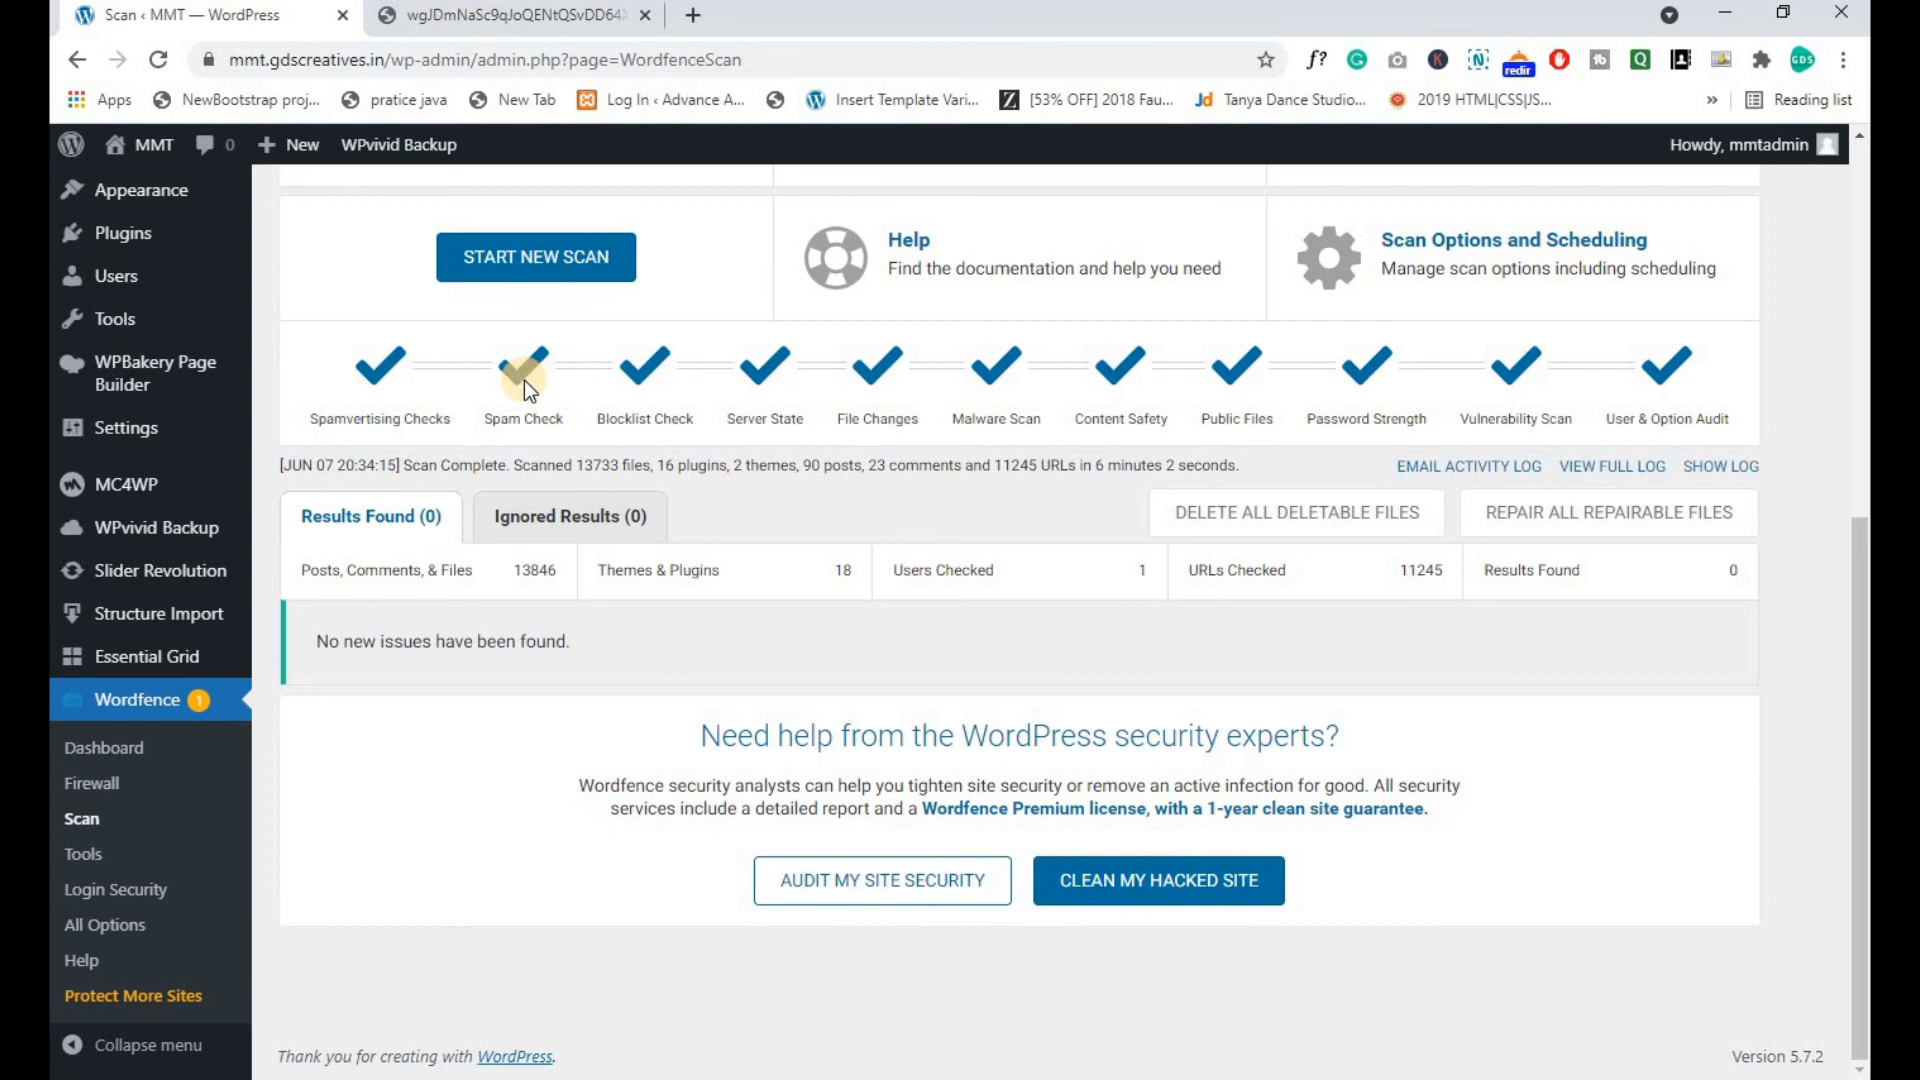 Scan ‹ MMT — WordPress
wgJDmNaSc9qJoQENtQSvDD64
mmt.gdscreatives.in/wp-admin/admin.php?page=WordfenceScan
f?
redir
GDS
Apps
NewBootstrap proj...
pratice java
New Tab
Log In ‹ Advance A...
Insert Template Vari...
[53% OFF] 2018 Fau...
Jd Tanya Dance Studio...
2019 HTML|CSS|JS...
»
Reading list
MMT
0
New
WPvivid Backup
Howdy, mmtadmin
Appearance
Plugins
Users
Tools
WPBakery Page
Builder
Settings
MC4WP
WPvivid Backup
Slider Revolution
Structure Import
Essential Grid
Wordfence 1
Dashboard
Firewall
Scan
Tools
Login Security
All Options
Help
Protect More Sites
Collapse menu
START NEW SCAN
Help
Find the documentation and help you need
Scan Options and Scheduling
Manage scan options including scheduling
Spamvertising Checks
Spam Check
Blocklist Check
Server State
File Changes
Malware Scan
Content Safety
Public Files
Password Strength
Vulnerability Scan
User & Option Audit
[JUN 07 20:34:15] Scan Complete. Scanned 13733 files, 16 plugins, 2 themes, 90 posts, 23 comments and 11245 URLs in 6 minutes 2 seconds.
EMAIL ACTIVITY LOG
VIEW FULL LOG
SHOW LOG
Results Found (0)
Ignored Results (0)
DELETE ALL DELETABLE FILES
REPAIR ALL REPAIRABLE FILES
Posts, Comments, & Files 13846
Themes & Plugins 18
Users Checked 1
URLs Checked 11245
Results Found 0
No new issues have been found.
Need help from the WordPress security experts?
Wordfence security analysts can help you tighten site security or remove an active infection for good. All security
services include a detailed report and a Wordfence Premium license, with a 1-year clean site guarantee.
AUDIT MY SITE SECURITY
CLEAN MY HACKED SITE
Thank you for creating with WordPress.
Version 5.7.2